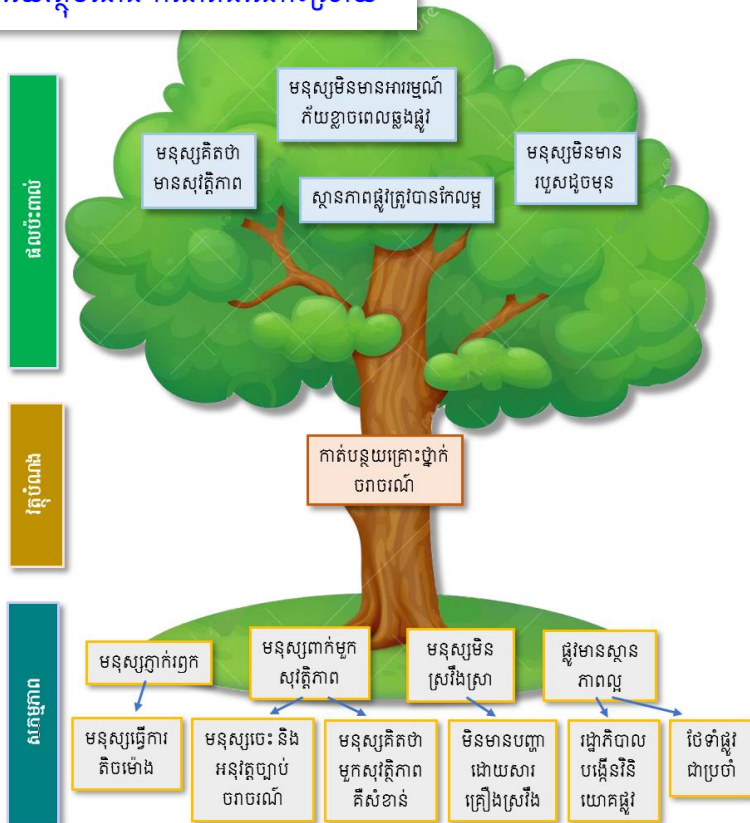 មនុស្សមិនមានអារម្មណ៍
ភ័យខ្លាចពេលឆ្លងផ្លូវ
មនុស្សគិតថា
មានសុវត្ថិភាព
ស្ថានភាពផ្លូវត្រូវបានកែលម្អ
មនុស្សមិនមាន
របួសដូចមុន
ផលប៉ះពាល់
កាត់បន្ថយគ្រោះថ្នាក់
ចរាចរណ៍
វត្ថុបំណង
សកម្មភាព
មនុស្សភ្ញាក់រឭក
មនុស្សពាក់មួក
សុវត្ថិភាព
មនុស្សមិន
ស្រវឹងស្រា
ផ្លូវមានស្ថាន
ភាពល្អ
មនុស្សធ្វើការ
តិចម៉ោង
មនុស្សចេះ និង
អនុវត្តច្បាប់
ចរាចរណ៍
មនុស្សគិតថា
មួកសុវត្ថិភាព
គឺសំខាន់
មិនមានបញ្ហា
ដោយសារ
គ្រឿងស្រវឹង
រដ្ឋាភិបាល
បង្កើនវិនិ
យោគផ្លូវ
ថែទាំផ្លូវ
ជាប្រចាំ